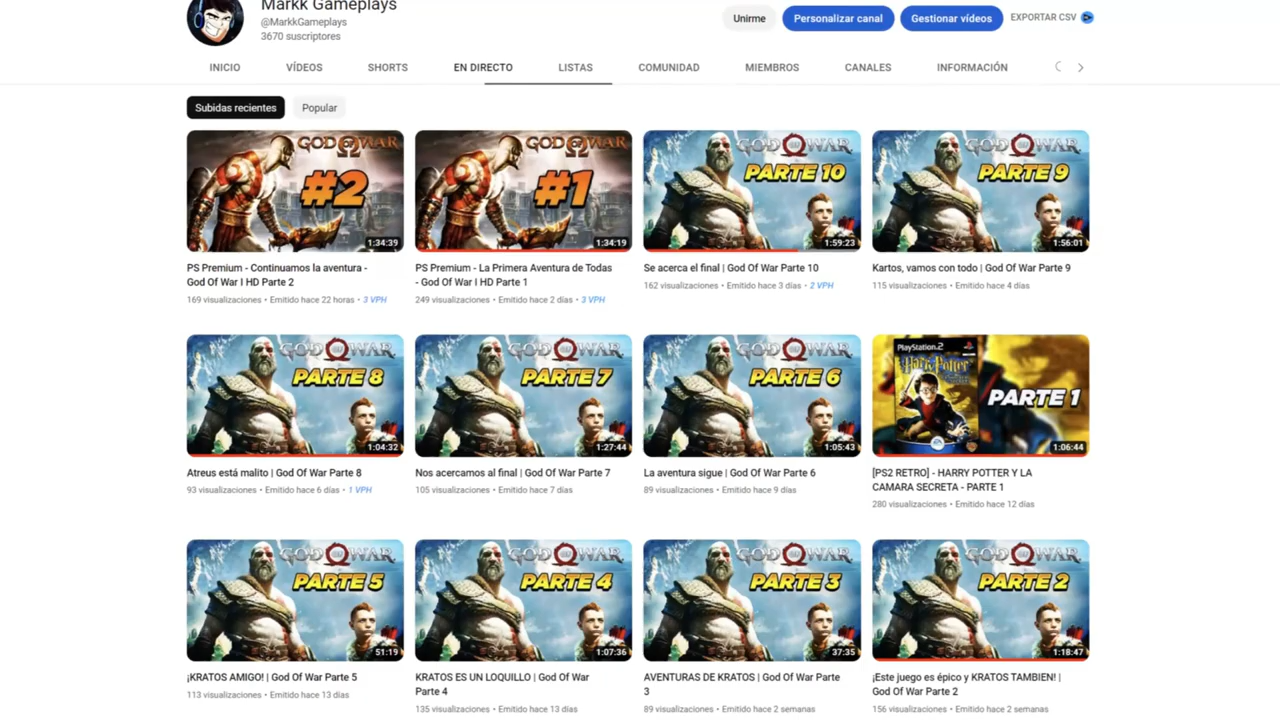 Markk Gameplays
@MarkkGameplays
3670 suscriptores
Unirme
Personalizar canal
Gestionar vídeos
EXPORTAR CSV
INICIO
VÍDEOS
SHORTS
EN DIRECTO
LISTAS
COMUNIDAD
MIEMBROS
CANALES
INFORMACIÓN
Subidas recientes
Popular
GOD OF WAR
#2
1:34:39
PS Premium - Continuamos la aventura -
God Of War I HD Parte 2
169 visualizaciones • Emitido hace 22 horas • 3 VPH
GOD OF WAR
#1
1:34:19
PS Premium - La Primera Aventura de Todas
- God Of War I HD Parte 1
249 visualizaciones • Emitido hace 2 días • 3 VPH
GOD OF WAR
PARTE 10
1:59:23
Se acerca el final | God Of War Parte 10
162 visualizaciones • Emitido hace 3 días • 2 VPH
GOD OF WAR
PARTE 9
1:56:01
Kartos, vamos con todo | God Of War Parte 9
115 visualizaciones • Emitido hace 4 días
GOD OF WAR
PARTE 8
1:04:32
Atreus está malito | God Of War Parte 8
93 visualizaciones • Emitido hace 6 días • 1 VPH
GOD OF WAR
PARTE 7
1:27:44
Nos acercamos al final | God Of War Parte 7
105 visualizaciones • Emitido hace 7 días
GOD OF WAR
PARTE 6
1:05:43
La aventura sigue | God Of War Parte 6
89 visualizaciones • Emitido hace 9 días
PlayStation 2
Harry Potter
EA
PARTE 1
1:06:44
[PS2 RETRO] - HARRY POTTER Y LA
CAMARA SECRETA - PARTE 1
280 visualizaciones • Emitido hace 12 días
GOD OF WAR
PARTE 5
51:19
¡KRATOS AMIGO! | God Of War Parte 5
113 visualizaciones • Emitido hace 13 días
GOD OF WAR
PARTE 4
1:07:36
KRATOS ES UN LOQUILLO | God Of War
Parte 4
135 visualizaciones • Emitido hace 13 días
GOD OF WAR
PARTE 3
37:35
AVENTURAS DE KRATOS | God Of War Parte
3
89 visualizaciones • Emitido hace 2 semanas
GOD OF WAR
PARTE 2
1:18:47
¡Este juego es épico y KRATOS TAMBIEN! |
God Of War Parte 2
156 visualizaciones • Emitido hace 2 semanas